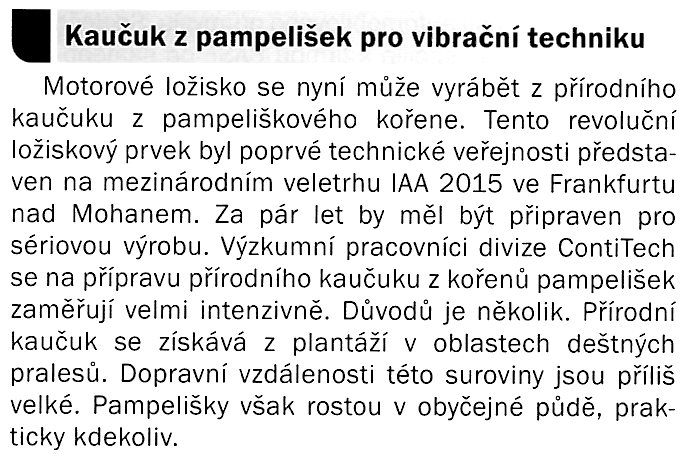 Kaučuk z pampelišek pro vibrační techniku
Motorové ložisko se nyní může vyrábět z přírodního
kaučuku z pampeliškového kořene. Tento revoluční
ložiskový prvek byl poprvé technické veřejnosti předsta-
ven na mezinárodním veletrhu IAA 2015 ve Frankfurtu
nad Mohanem. Za pár let by měl být připraven pro
sériovou výrobu. Výzkumní pracovníci divize ContiTech
se na přípravu přírodního kaučuku z kořenů pampelišek
zaměřují velmi intenzivně. Důvodů je několik. Přírodní
kaučuk se získává z plantáží v oblastech deštných
pralesů. Dopravní vzdálenosti této suroviny jsou příliš
velké. Pampelišky však rostou v obyčejné půdě, prak-
ticky kdekoliv.